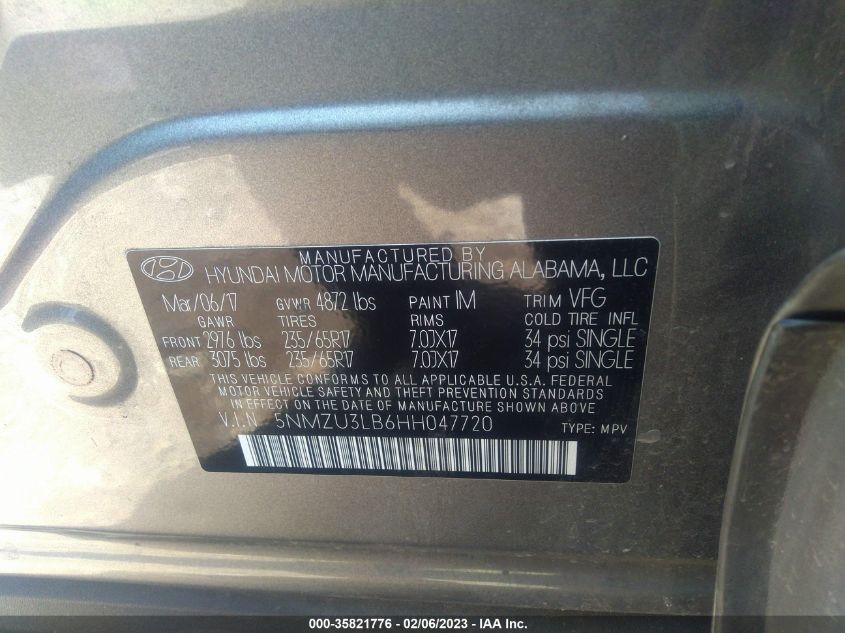 MANUFACTURED BY
HYUNDAI MOTOR MANUFACTURING ALABAMA, LLC
Mar/06/17 GVWR 4872 lbs PAINT IM TRIM VFG
GAWR TIRES RIMS COLD TIRE INFL
FRONT 2976 lbs 235/65R17 7.0JX17 34 psi SINGLE
REAR 3075 lbs 235/65R17 7.0JX17 34 psi SINGLE
THIS VEHICLE CONFORMS TO ALL APPLICABLE U.S.A. FEDERAL
MOTOR VEHICLE SAFETY AND THEFT PREVENTION STANDARDS
IN EFFECT ON THE DATE OF MANUFACTURE SHOWN ABOVE
V.I.N 5NMZU3LB6HH047720 TYPE: MPV
000-35821776 — 02/06/2023 — IAA Inc.